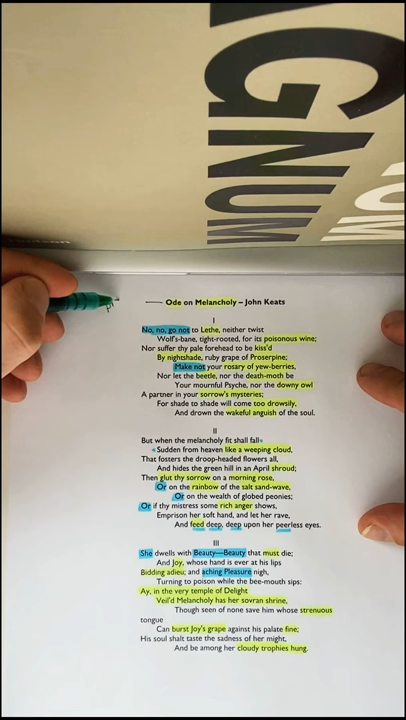 GNUM
UM
Ode on Melancholy – John Keats
I
No, no, go not to Lethe, neither twist
Wolf's-bane, tight-rooted, for its poisonous wine;
Nor suffer thy pale forehead to be kiss'd
By nightshade, ruby grape of Proserpine;
Make not your rosary of yew-berries,
Nor let the beetle, nor the death-moth be
Your mournful Psyche, nor the downy owl
A partner in your sorrow's mysteries;
For shade to shade will come too drowsily,
And drown the wakeful anguish of the soul.
II
But when the melancholy fit shall fall
Sudden from heaven like a weeping cloud,
That fosters the droop-headed flowers all,
And hides the green hill in an April shroud;
Then glut thy sorrow on a morning rose,
Or on the rainbow of the salt sand-wave,
Or on the wealth of globed peonies;
Or if thy mistress some rich anger shows,
Emprison her soft hand, and let her rave,
And feed deep, deep upon her peerless eyes.
III
She dwells with Beauty—Beauty that must die;
And Joy, whose hand is ever at his lips
Bidding adieu; and aching Pleasure nigh,
Turning to poison while the bee-mouth sips:
Ay, in the very temple of Delight
Veil'd Melancholy has her sovran shrine,
Though seen of none save him whose strenuous
tongue
Can burst Joy's grape against his palate fine;
His soul shalt taste the sadness of her might,
And be among her cloudy trophies hung.